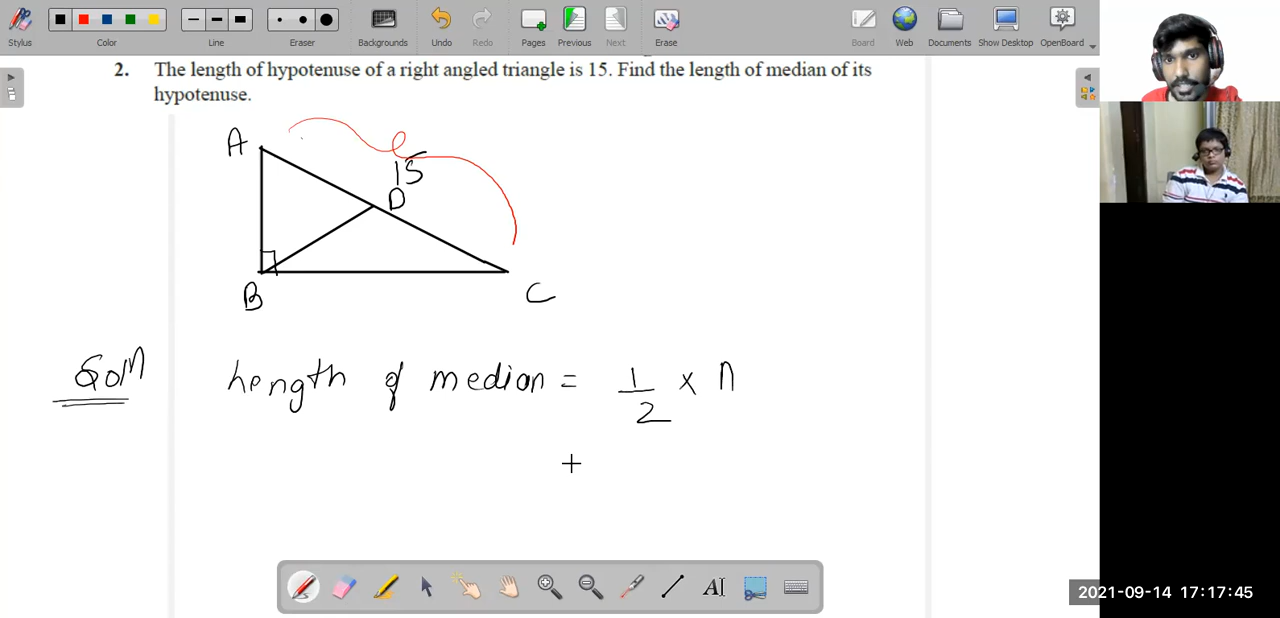 Stylus
Color
Line
Eraser
Backgrounds
Undo
Redo
Pages
Previous
Next
Erase
Board
Web
Documents
Show Desktop
OpenBoard
2. The length of hypotenuse of a right angled triangle is 15. Find the length of median of its
hypotenuse.
A
15
D
B
C
Soln Length of median = 1/2 ×
2021-09-14 17:17:45